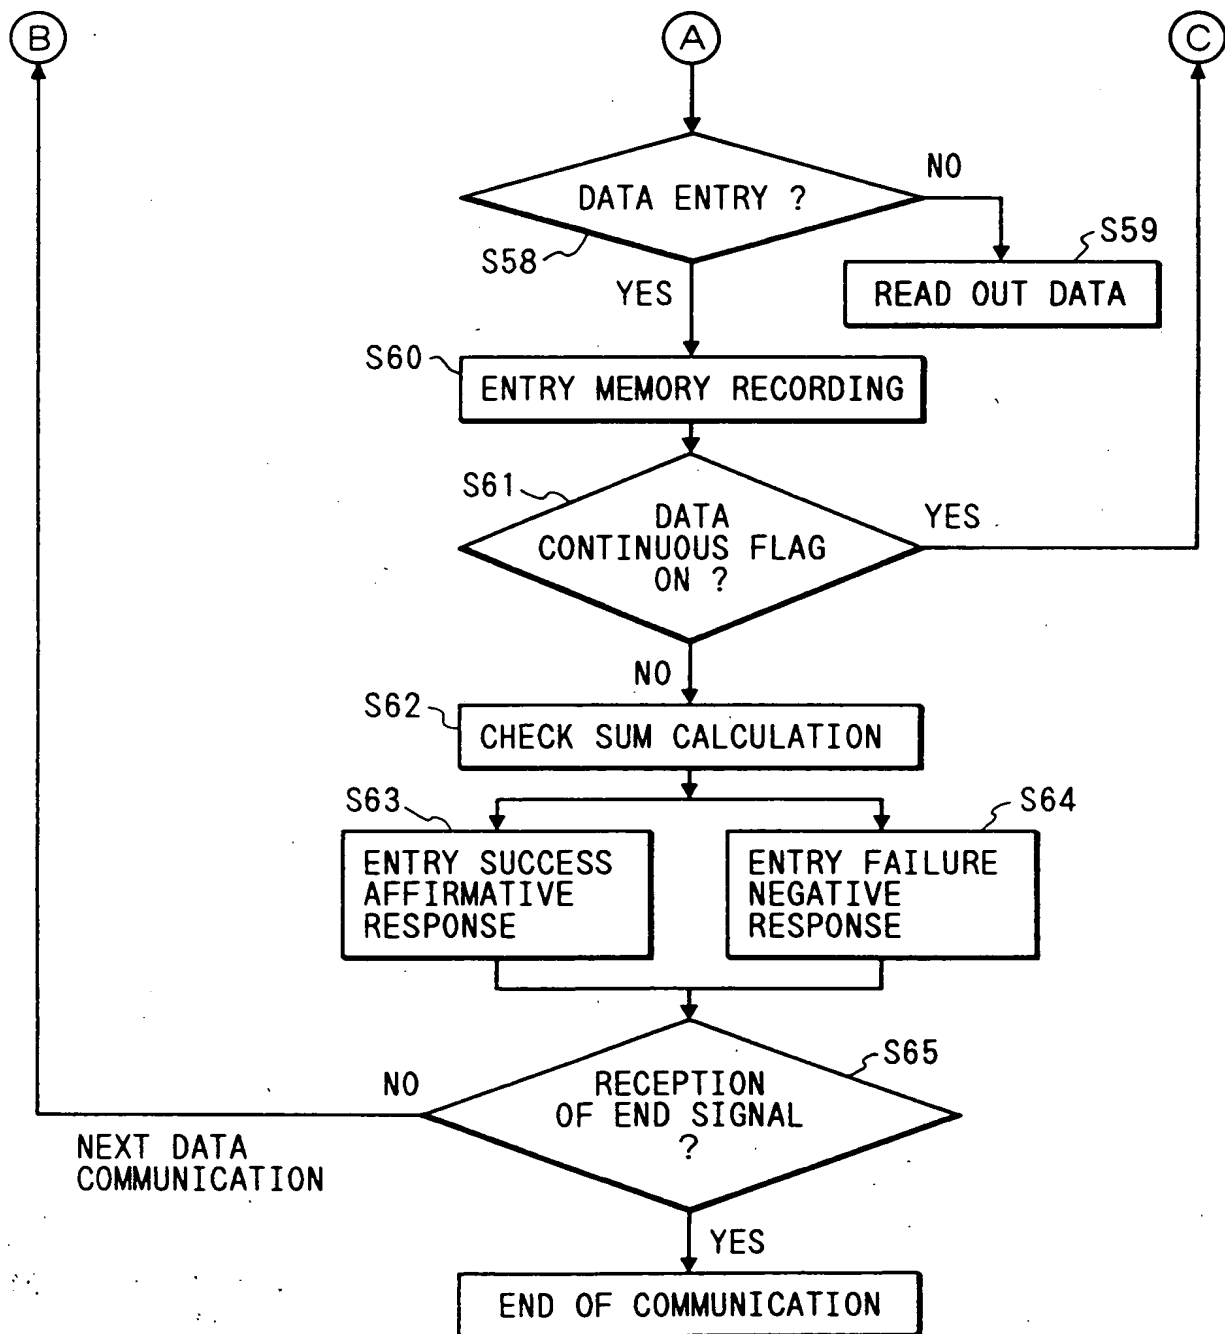 B
A
C
DATA ENTRY ?
NO
S58
S59
YES
READ OUT DATA
S60
ENTRY MEMORY RECORDING
S61
DATA
CONTINUOUS FLAG
ON ?
YES
NO
S62
CHECK SUM CALCULATION
S63
S64
ENTRY SUCCESS
AFFIRMATIVE
RESPONSE
ENTRY FAILURE
NEGATIVE
RESPONSE
S65
NO
RECEPTION
OF END SIGNAL
?
NEXT DATA
COMMUNICATION
YES
END OF COMMUNICATION